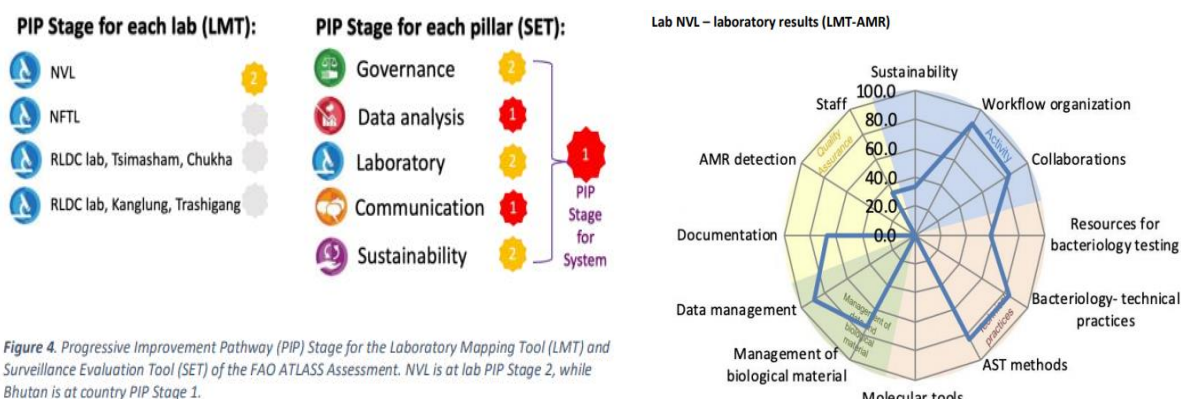 PIP Stage for each lab (LMT):
NVL
2
NFTL
RLDC lab, Tsimasham, Chukha
RLDC lab, Kanglung, Trashigang
PIP Stage for each pillar (SET):
Governance
2
Data analysis
1
Laboratory
2
Communication
1
Sustainability
2
1
PIP
Stage
for
System
Figure 4. Progressive Improvement Pathway (PIP) Stage for the Laboratory Mapping Tool (LMT) and
Surveillance Evaluation Tool (SET) of the FAO ATLASS Assessment. NVL is at lab PIP Stage 2, while
Bhutan is at country PIP Stage 1.
Lab NVL – laboratory results (LMT-AMR)
Sustainability
100.0
80.0
60.0
40.0
20.0
0.0
Staff
Workflow organization
Quality
Assurance
Activity
AMR detection
Collaborations
Documentation
Resources for
bacteriology testing
Data management
Bacteriology- technical
practices
Management of
data and
biological
material
Technical
practices
Management of
biological material
AST methods
Molecular tools